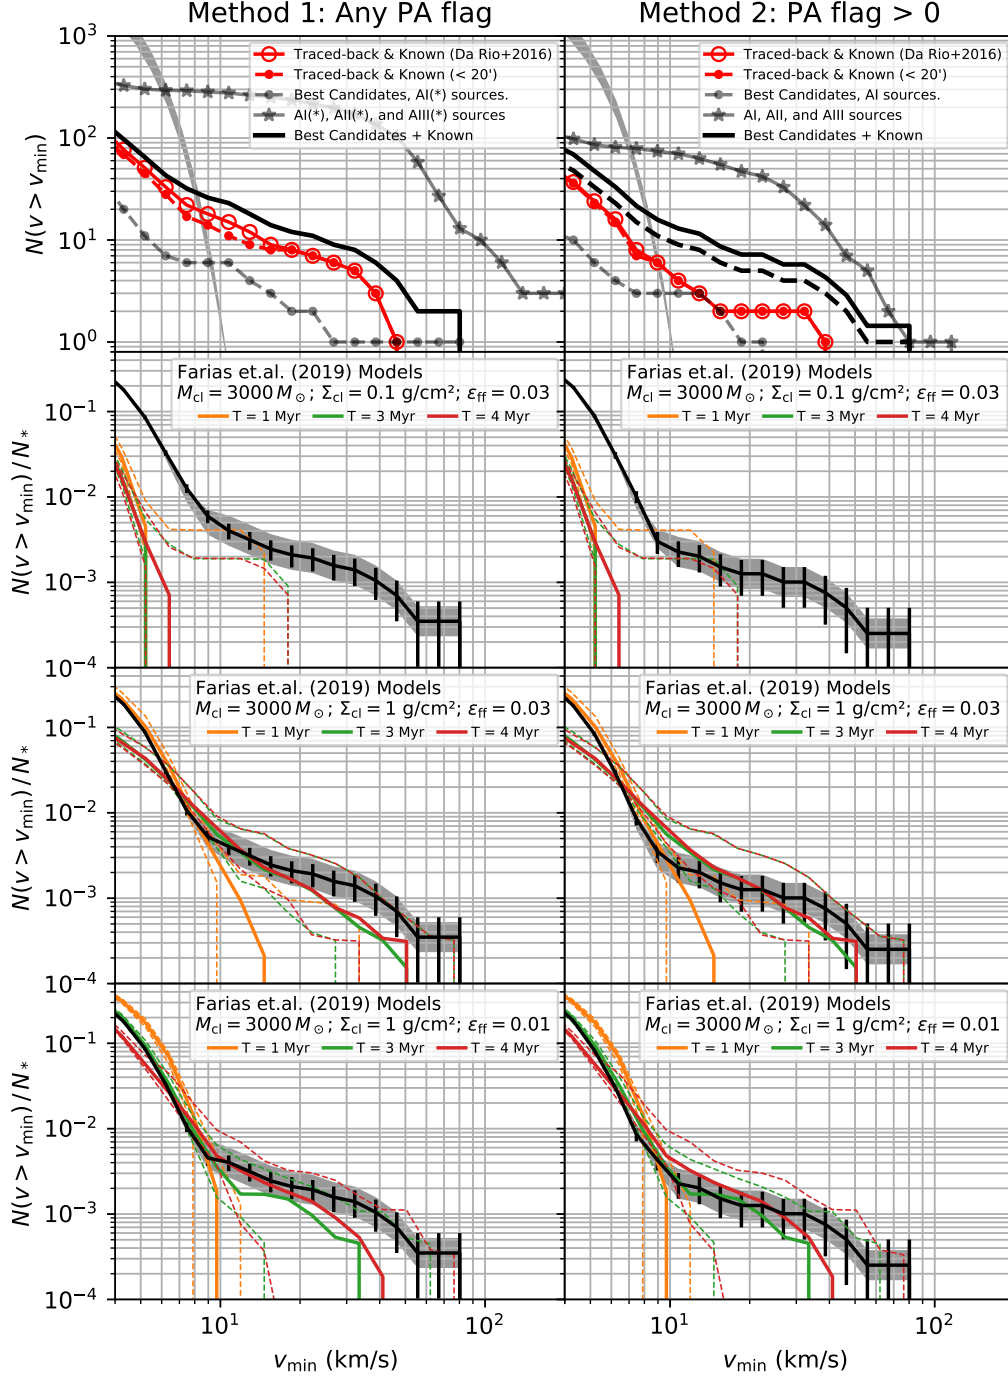 Method 1: Any PA flag
Method 2: PA flag > 0
10³
10²
10¹
10⁰
N(v > v_min)
Traced-back & Known (Da Rio+2016)
Traced-back & Known (< 20')
Best Candidates, AI(*) sources.
AI(*), AII(*), and AIII(*) sources
Best Candidates + Known
Traced-back & Known (Da Rio+2016)
Traced-back & Known (< 20')
Best Candidates, AI sources.
AI, AII, and AIII sources
Best Candidates + Known
10⁻¹
10⁻²
10⁻³
10⁻⁴
N(v > v_min)/N_*
Farias et.al. (2019) Models
M_cl = 3000 M_⊙ ; Σ_cl = 0.1 g/cm²; ε_ff = 0.03
T = 1 Myr T = 3 Myr T = 4 Myr
Farias et.al. (2019) Models
M_cl = 3000 M_⊙ ; Σ_cl = 0.1 g/cm²; ε_ff = 0.03
T = 1 Myr T = 3 Myr T = 4 Myr
10⁻¹
10⁻²
10⁻³
10⁻⁴
N(v > v_min)/N_*
Farias et.al. (2019) Models
M_cl = 3000 M_⊙ ; Σ_cl = 1 g/cm²; ε_ff = 0.03
T = 1 Myr T = 3 Myr T = 4 Myr
Farias et.al. (2019) Models
M_cl = 3000 M_⊙ ; Σ_cl = 1 g/cm²; ε_ff = 0.03
T = 1 Myr T = 3 Myr T = 4 Myr
10⁻¹
10⁻²
10⁻³
10⁻⁴
N(v > v_min)/N_*
Farias et.al. (2019) Models
M_cl = 3000 M_⊙ ; Σ_cl = 1 g/cm²; ε_ff = 0.01
T = 1 Myr T = 3 Myr T = 4 Myr
Farias et.al. (2019) Models
M_cl = 3000 M_⊙ ; Σ_cl = 1 g/cm²; ε_ff = 0.01
T = 1 Myr T = 3 Myr T = 4 Myr
10¹ 10²
10¹ 10²
v_min (km/s)
v_min (km/s)